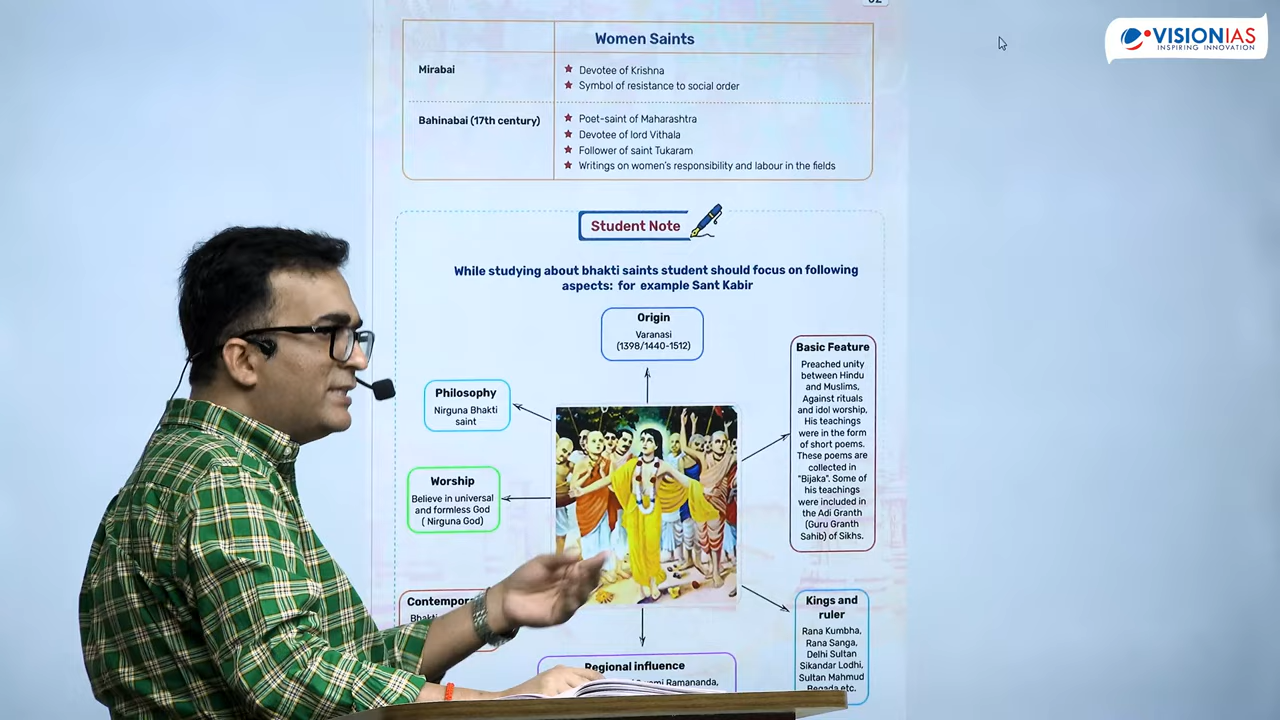 02
VISIONIAS
INSPIRING INNOVATION
Women Saints
Mirabai
Devotee of Krishna
Symbol of resistance to social order
Bahinabai (17th century)
Poet-saint of Maharashtra
Devotee of lord Vithala
Follower of saint Tukaram
Writings on women's responsibility and labour in the fields
Student Note
While studying about bhakti saints student should focus on following
aspects: for example Sant Kabir
Origin
Varanasi
(1398/1440-1512)
Philosophy
Nirguna Bhakti
saint
Worship
Believe in universal
and formless God
( Nirguna God)
Basic Feature
Preached unity
between Hindu
and Muslims,
Against rituals
and idol worship,
His teachings
were in the form
of short poems.
These poems are
collected in
"Bijaka". Some of
his teachings
were included in
the Adi Granth
(Guru Granth
Sahib) of Sikhs.
Kings and
ruler
Rana Kumbha,
Rana Sanga,
Delhi Sultan
Sikandar Lodhi,
Sultan Mahmud
Begada etc.
Regional influence
Ramananda,